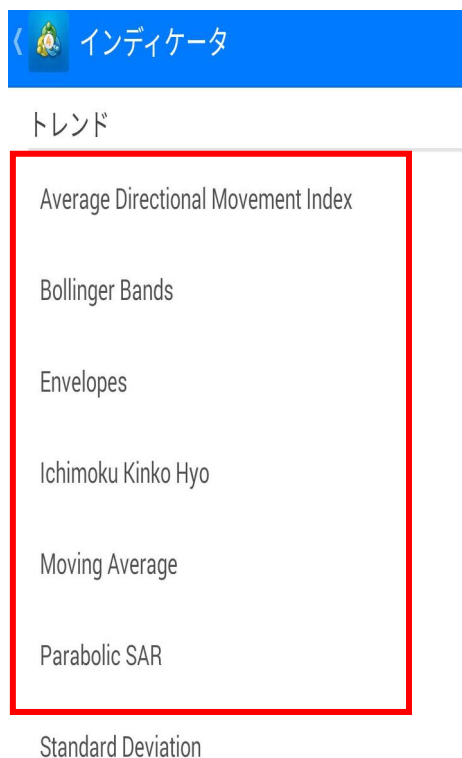 インディケータ
トレンド
Average Directional Movement Index
Bollinger Bands
Envelopes
Ichimoku Kinko Hyo
Moving Average
Parabolic SAR
Standard Deviation